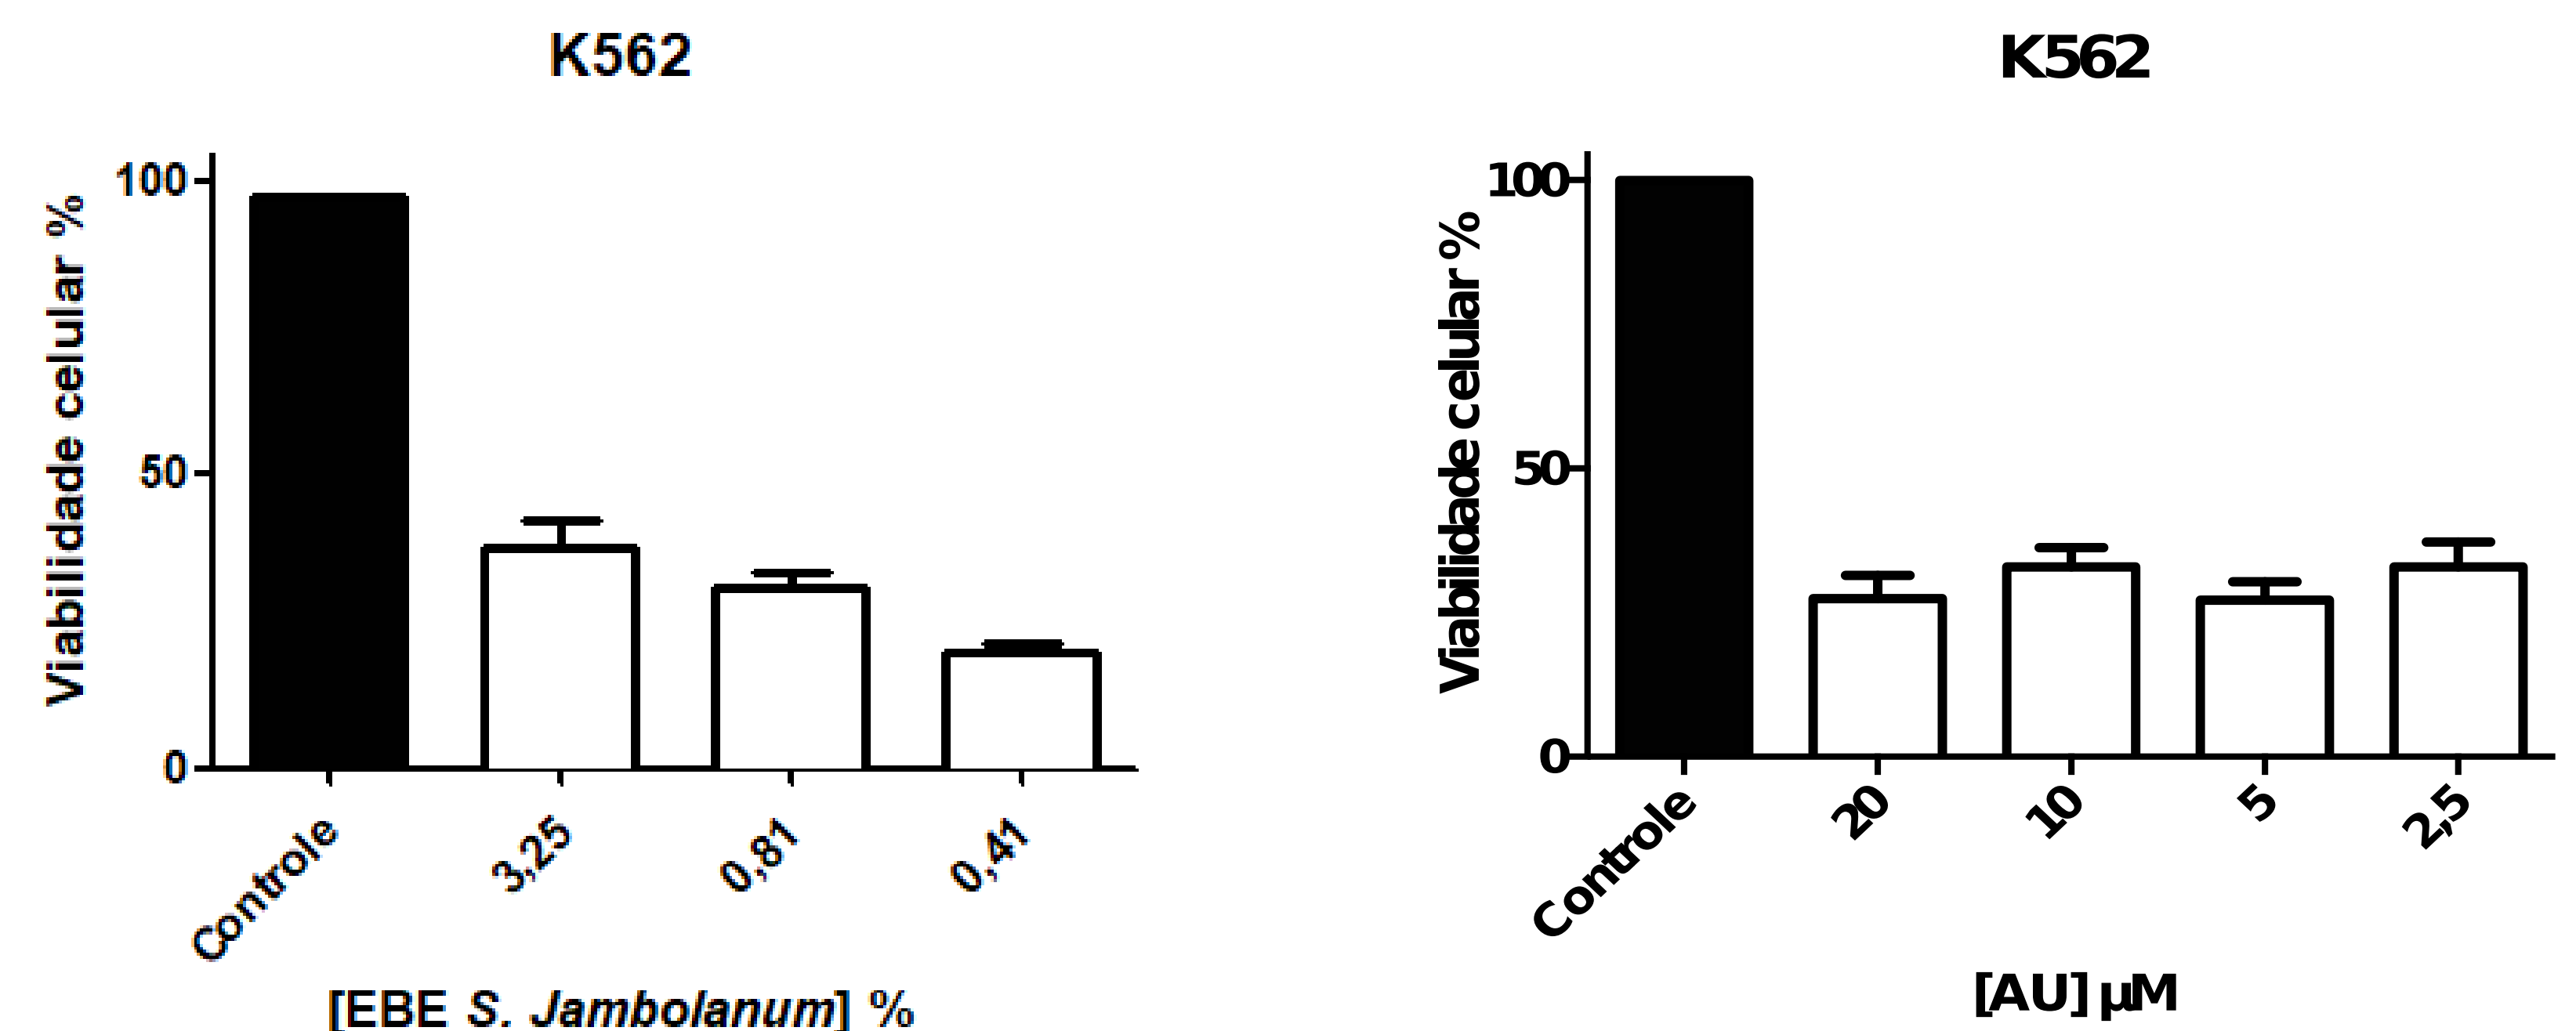 K562
Viabilidade celular %
100
50
0
Controle
3,25
0,81
0,41
[EBE S. Jambolanum] %
K562
Viabilidade celular %
100
50
0
Controle
20
10
5
2,5
[AU] µM